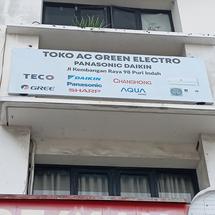 TOKO AC GREEN ELECTRO
PANASONIC DAIKIN
Jl Kembangan Raya 98 Puri Indah
TECO DAIKIN CHANGHONG
GREE Panasonic AQUA
SHARP